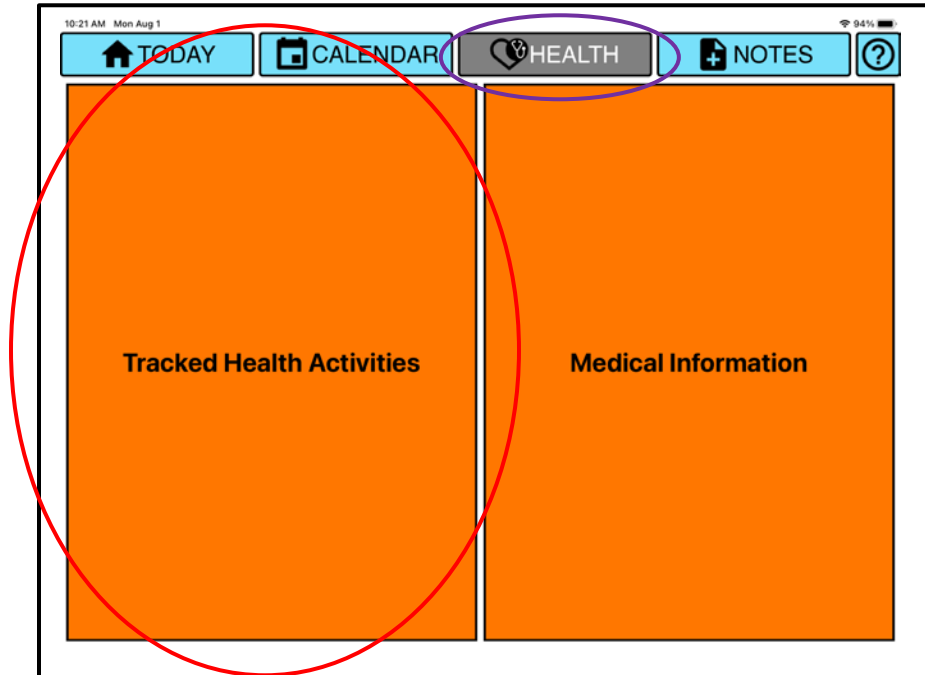 10:21 AM Mon Aug 1 94%
TODAY CALENDAR HEALTH NOTES ?
Tracked Health Activities Medical Information